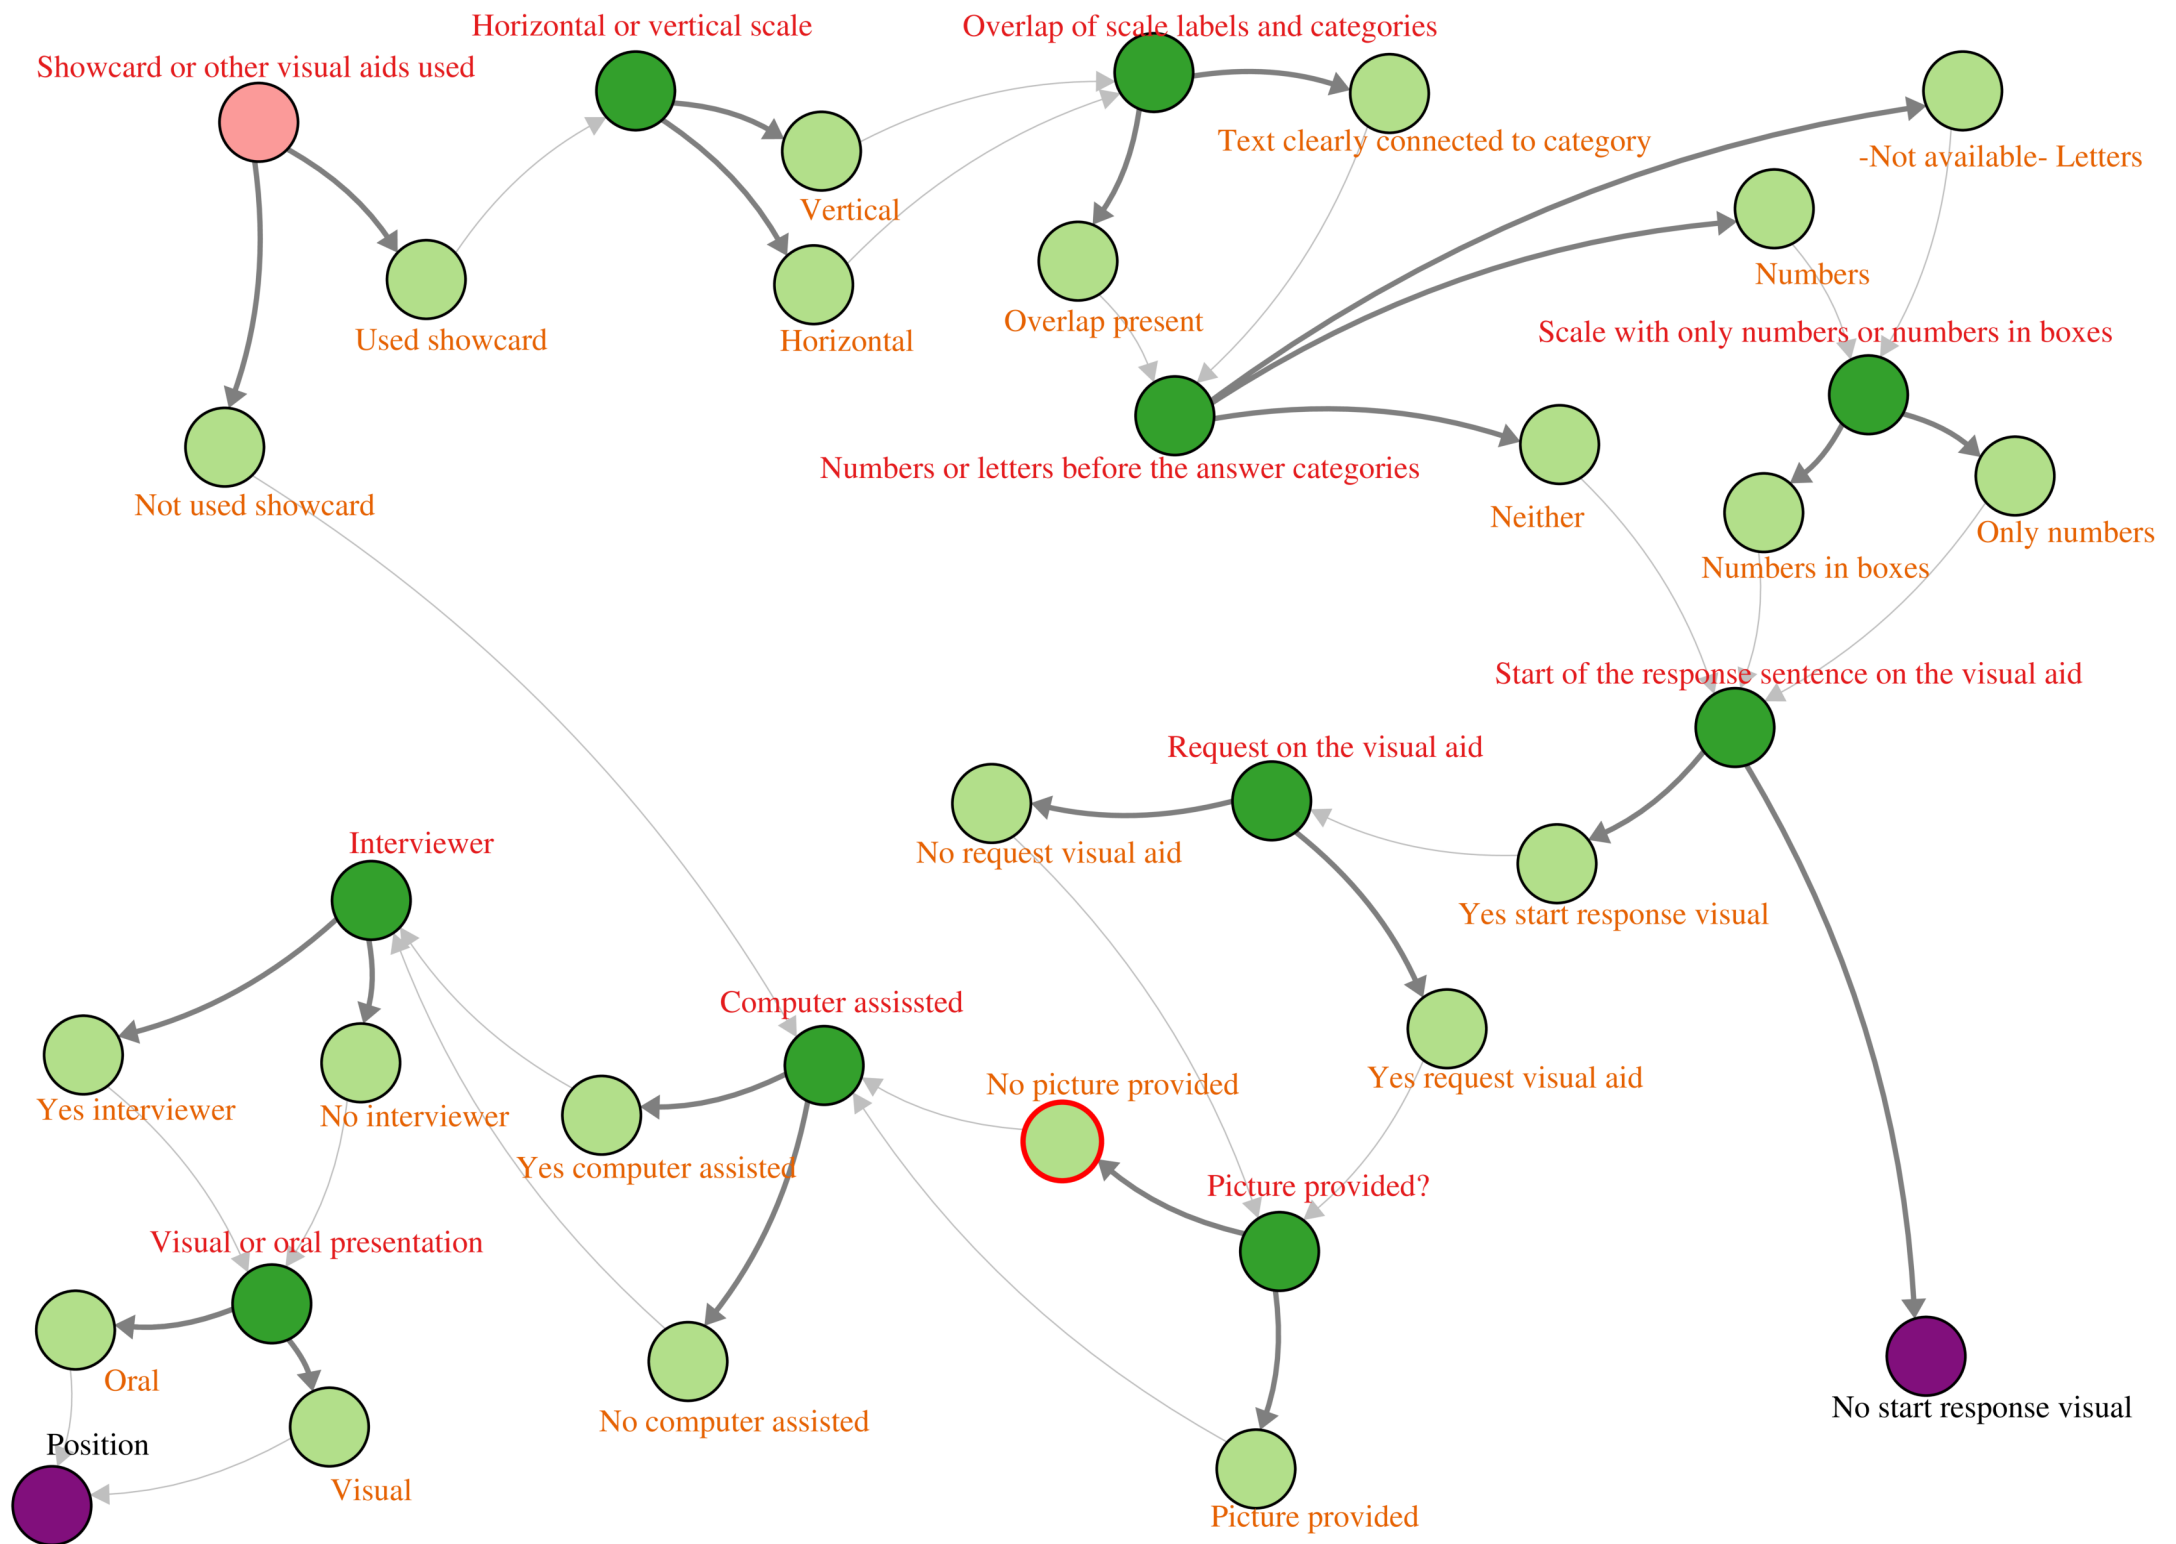 Horizontal or vertical scale
Overlap of scale labels and categories
Showcard or other visual aids used
Text clearly connected to category
-Not available- Letters
Vertical
Numbers
Overlap present
Scale with only numbers or numbers in boxes
Used showcard
Horizontal
Numbers or letters before the answer categories
Not used showcard
Neither
Only numbers
Numbers in boxes
Start of the response sentence on the visual aid
Request on the visual aid
Interviewer
No request visual aid
Yes start response visual
Computer assissted
No picture provided
Yes request visual aid
Yes interviewer
No interviewer
Yes computer assisted
Picture provided?
Visual or oral presentation
Oral
No computer assisted
No start response visual
Position
Visual
Picture provided